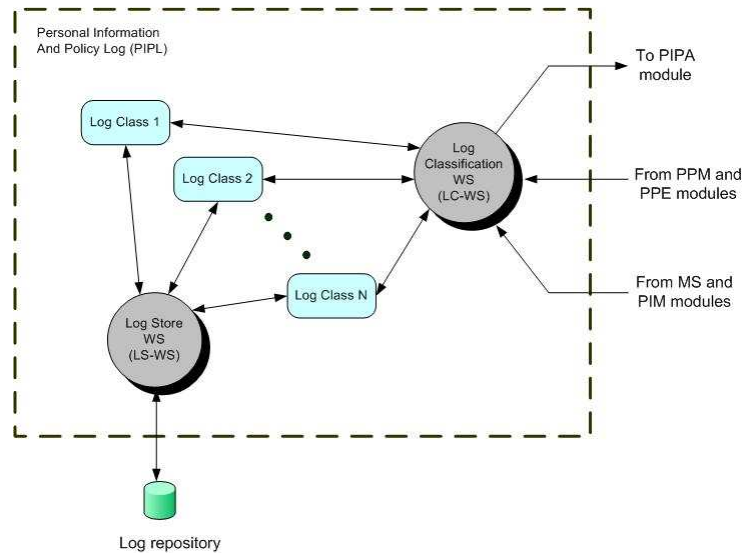 Personal Information
And Policy Log (PIPL)
To PIPA
module
Log Class 1
Log
Classification
WS
(LC-WS)
Log Class 2
From PPM and
PPE modules
Log Class N
From MS and
PIM modules
Log Store
WS
(LS-WS)
Log repository